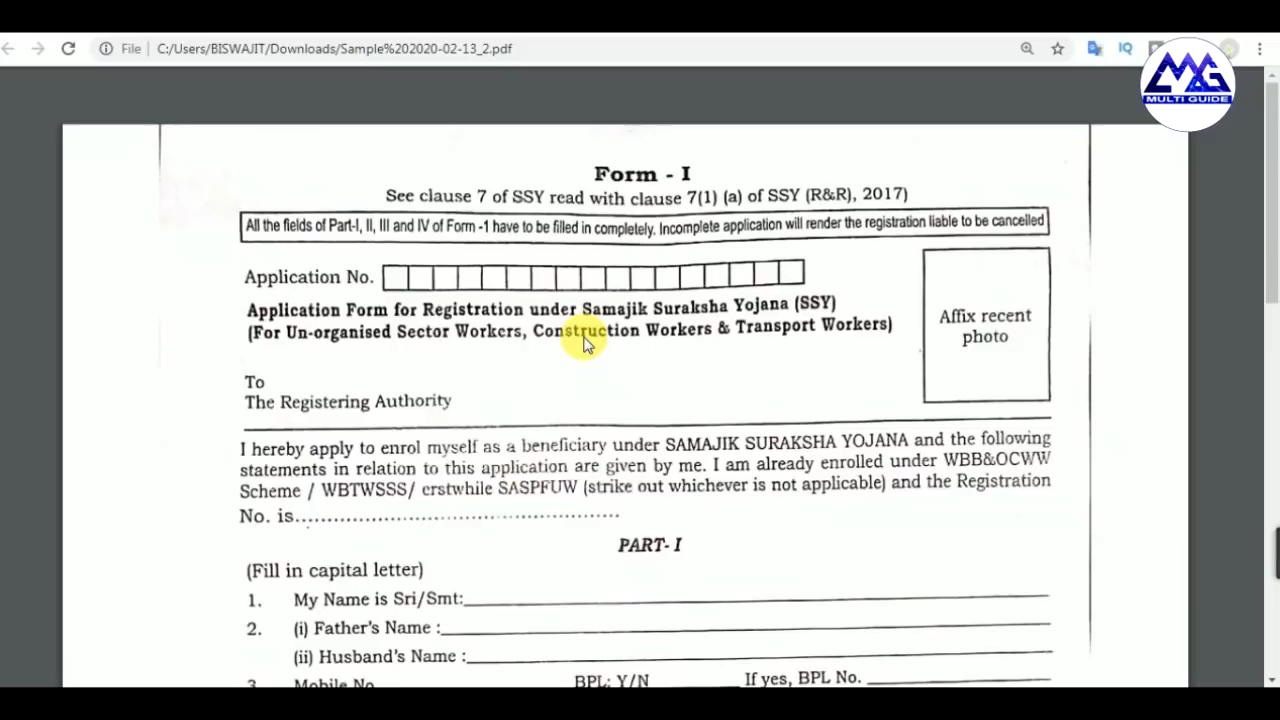 File C:/Users/BISWAJIT/Downloads/Sample%202020-02-13_2.pdf
IQ
MG
MULTI GUIDE
Form - I
See clause 7 of SSY read with clause 7(1) (a) of SSY (R&R), 2017)
All the fields of Part-I, II, III and IV of Form -1 have to be filled in completely. Incomplete application will render the registration liable to be cancelled
Application No.
Application Form for Registration under Samajik Suraksha Yojana (SSY)
(For Un-organised Sector Workers, Construction Workers & Transport Workers)
Affix recent
photo
To
The Registering Authority
I hereby apply to enrol myself as a beneficiary under SAMAJIK SURAKSHA YOJANA and the following
statements in relation to this application are given by me. I am already enrolled under WBB&OCWW
Scheme / WBTWSSS/ erstwhile SASPFUW (strike out whichever is not applicable) and the Registration
No. is..................................................
PART- I
(Fill in capital letter)
1. My Name is Sri/Smt:
2. (i) Father's Name :
(ii) Husband's Name :
3. Mobile No. BPL: Y/N If yes, BPL No.